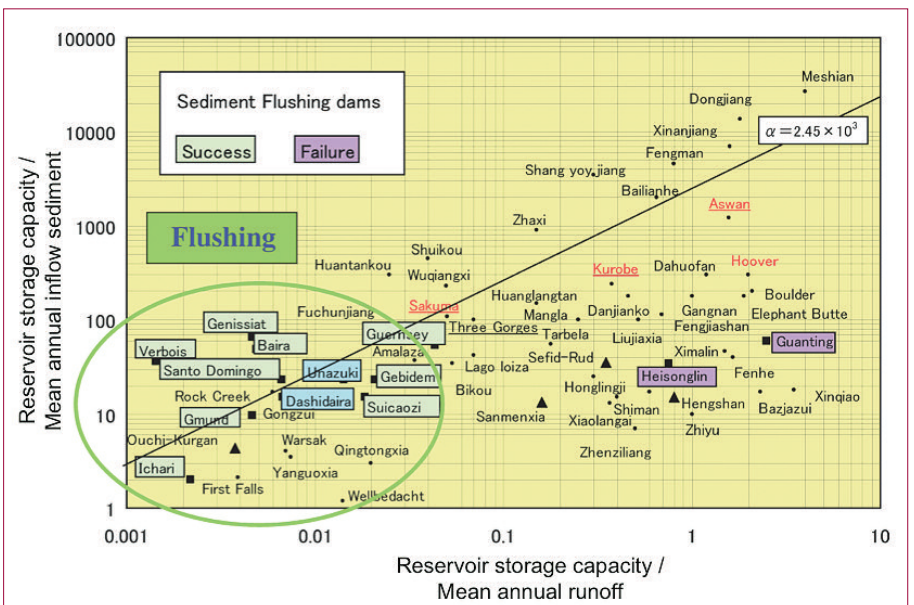 100000
10000
1000
100
10
1
Reservoir storage capacity /
Mean annual inflow sediment
Sediment Flushing dams
Success
Failure
Flushing
Meshian
Dongjiang
α=2.45×10³
Xinanjiang
Fengman
Shang yoy.jiang
Bailianhe
Aswan
Zhaxi
Shuikou
Huantankou
Wuqiangxi
Kurobe
Dahuofan
Hoover
Fuchunjiang
Sakuma
Huanglangtan
Boulder
Mangla
Danjianko
Gangnan
Elephant Butte
Genissiat
Guernsey
Three Gorges
Fengjiashan
Baira
Tarbela
Liujiaxia
Guanting
Verbois
Amalaza
Sefid-Rud
Ximalin
Santo Domingo
Unazuki
Gebidem
Lago loiza
Heisonglin
Fenhe
Rock Creek
Dashidaira
Suicaozi
Bikou
Honglingji
Xinqiao
Gmund
Gongzui
Sanmenxia
Shiman
Hengshan
Bazjazui
Xiaolangai
Zhiyu
Ouchi-Kurgan
Warsak
Qingtongxia
Zhenziliang
Ichari
Yanguoxia
First Falls
Wellbedacht
0.001
0.01
0.1
1
10
Reservoir storage capacity /
Mean annual runoff